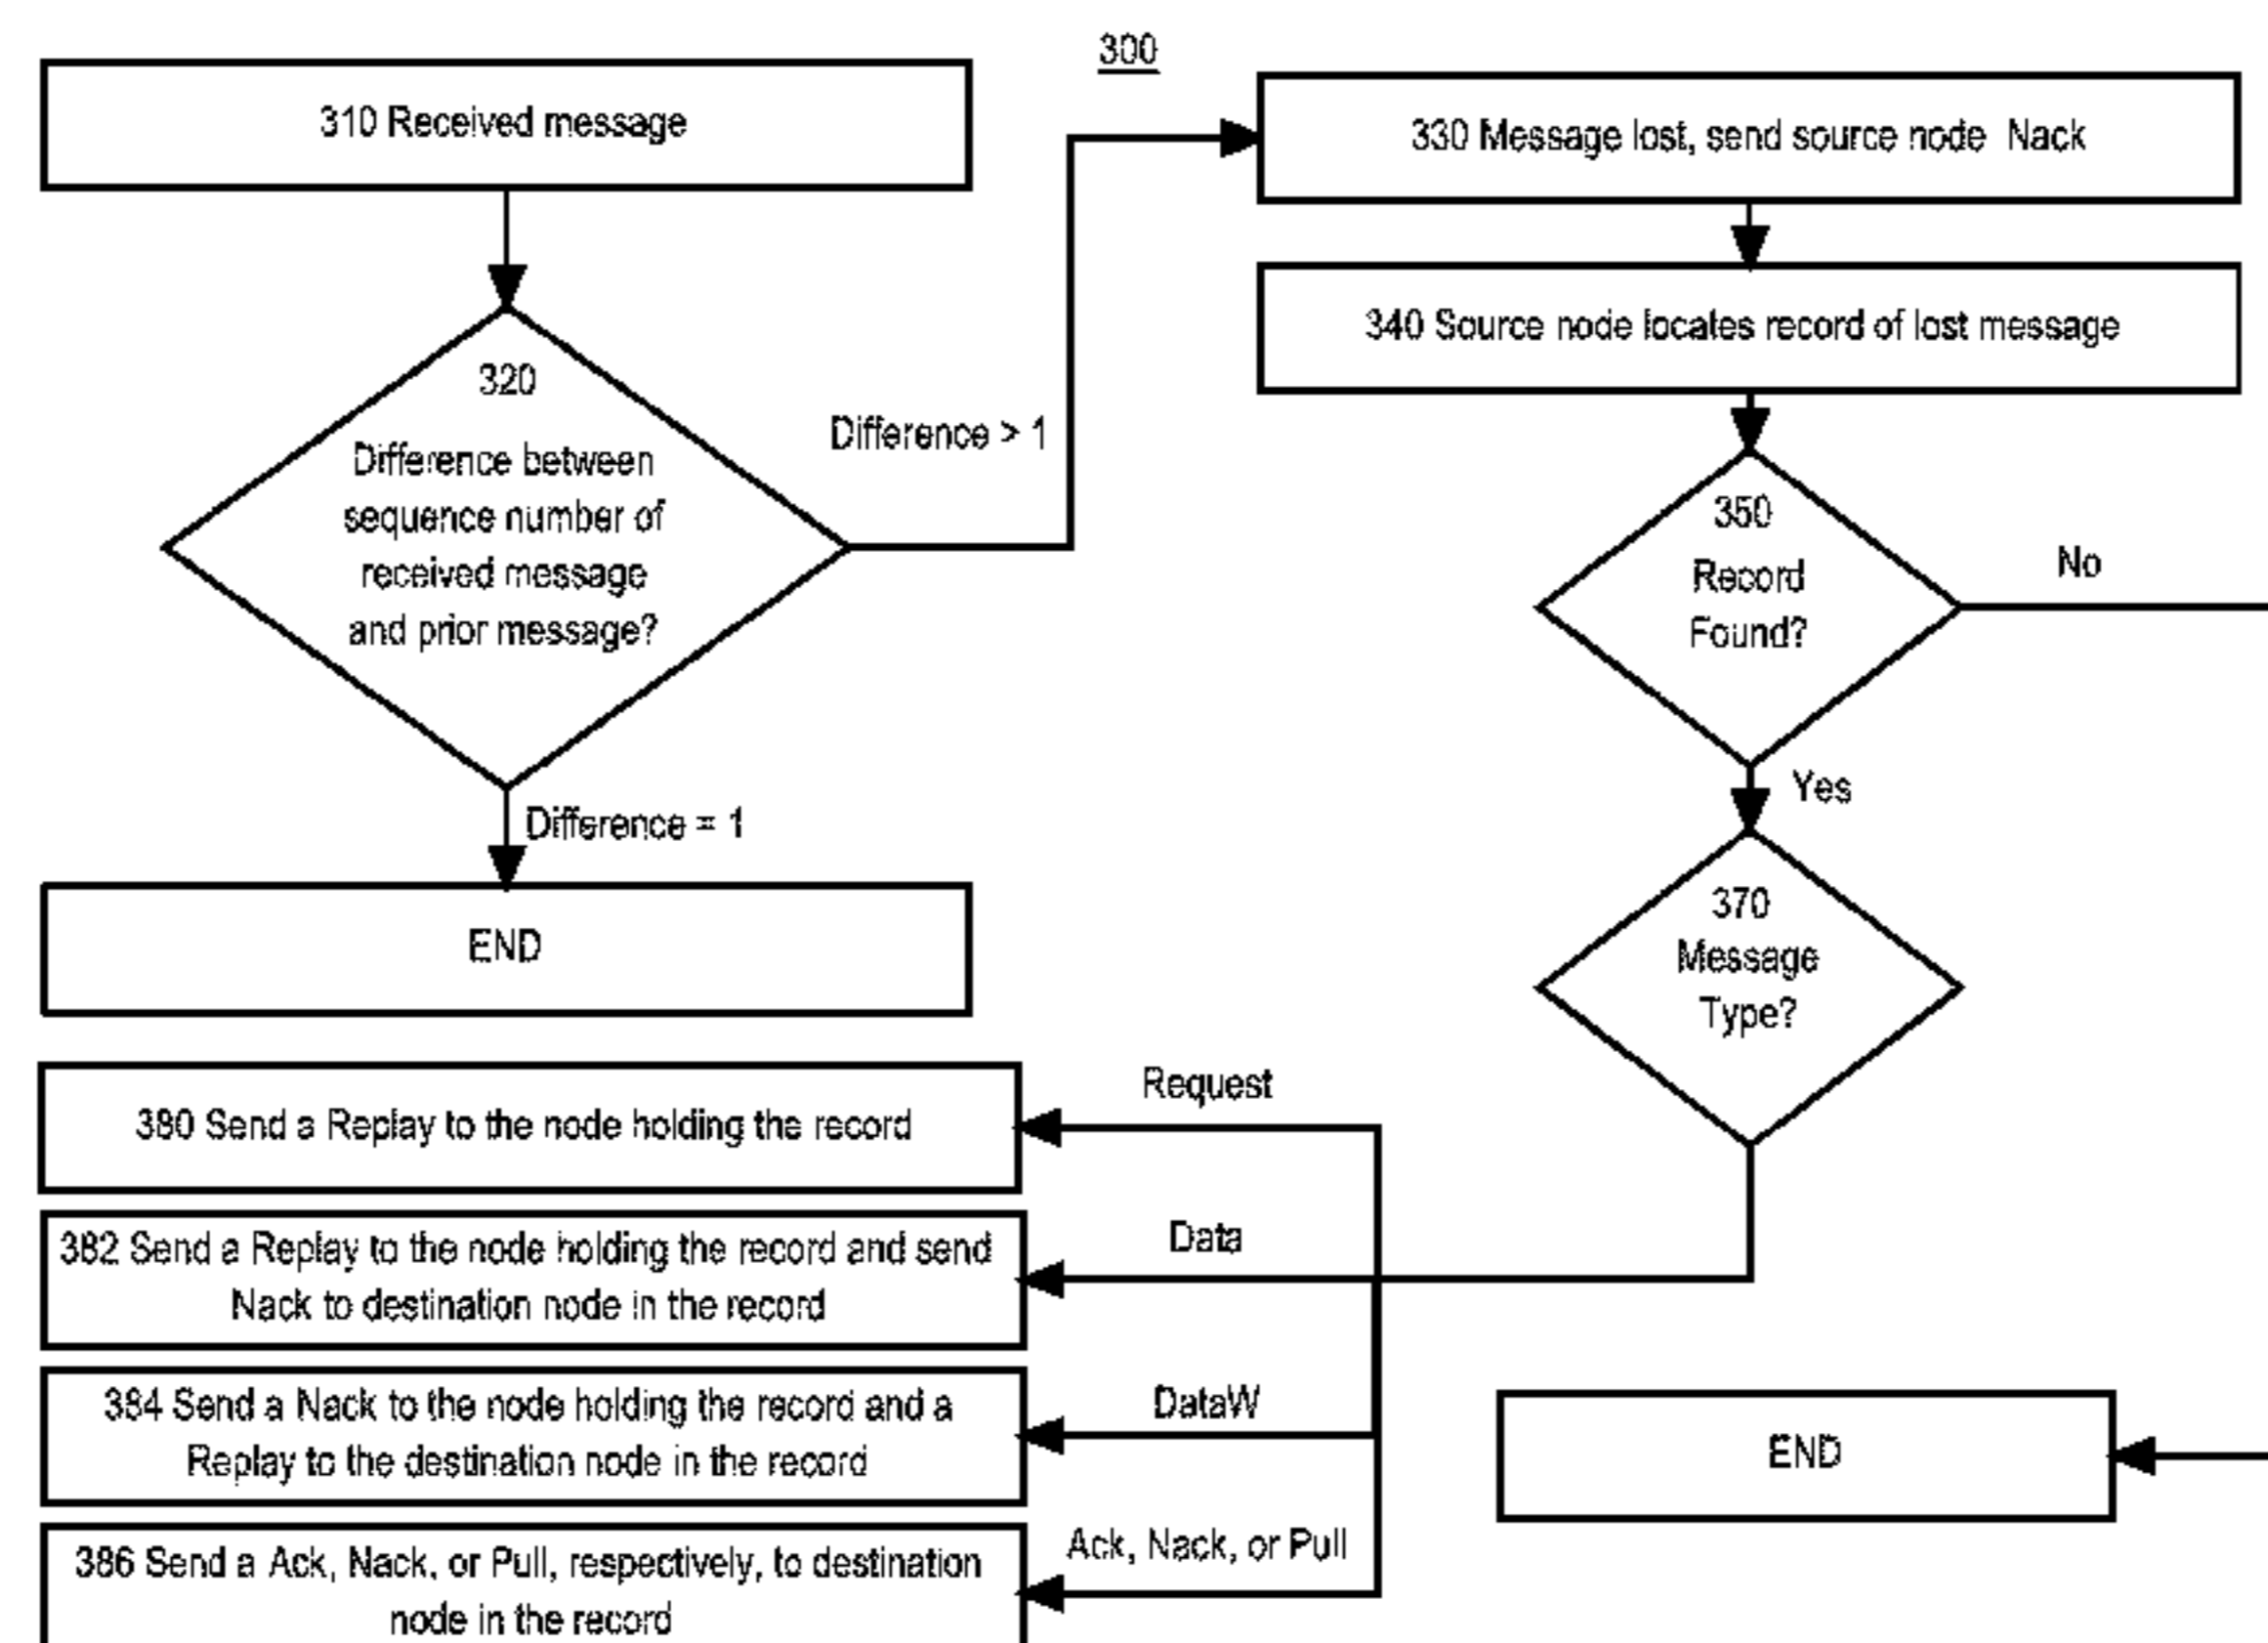 300
310 Received message
320
Difference between
sequence number of
received message
and prior message?
Difference > 1
Difference = 1
END
330 Message lost, send source node Nack
340 Source node locates record of lost message
350
Record
Found?
No
Yes
370
Message
Type?
Request
380 Send a Replay to the node holding the record
Data
382 Send a Replay to the node holding the record and send
Nack to destination node in the record
DataW
384 Send a Nack to the node holding the record and a
Replay to the destination node in the record
Ack, Nack, or Pull
386 Send a Ack, Nack, or Pull, respectively, to destination
node in the record
END